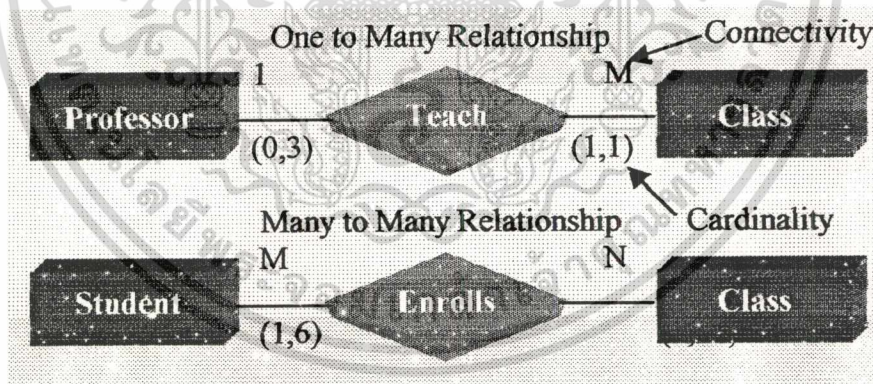 One to Many Relationship
Connectivity
1
M
Professor
Teach
Class
(0,3)
(1,1)
Many to Many Relationship
Cardinality
M
N
Student
Enrolls
Class
(1,6)